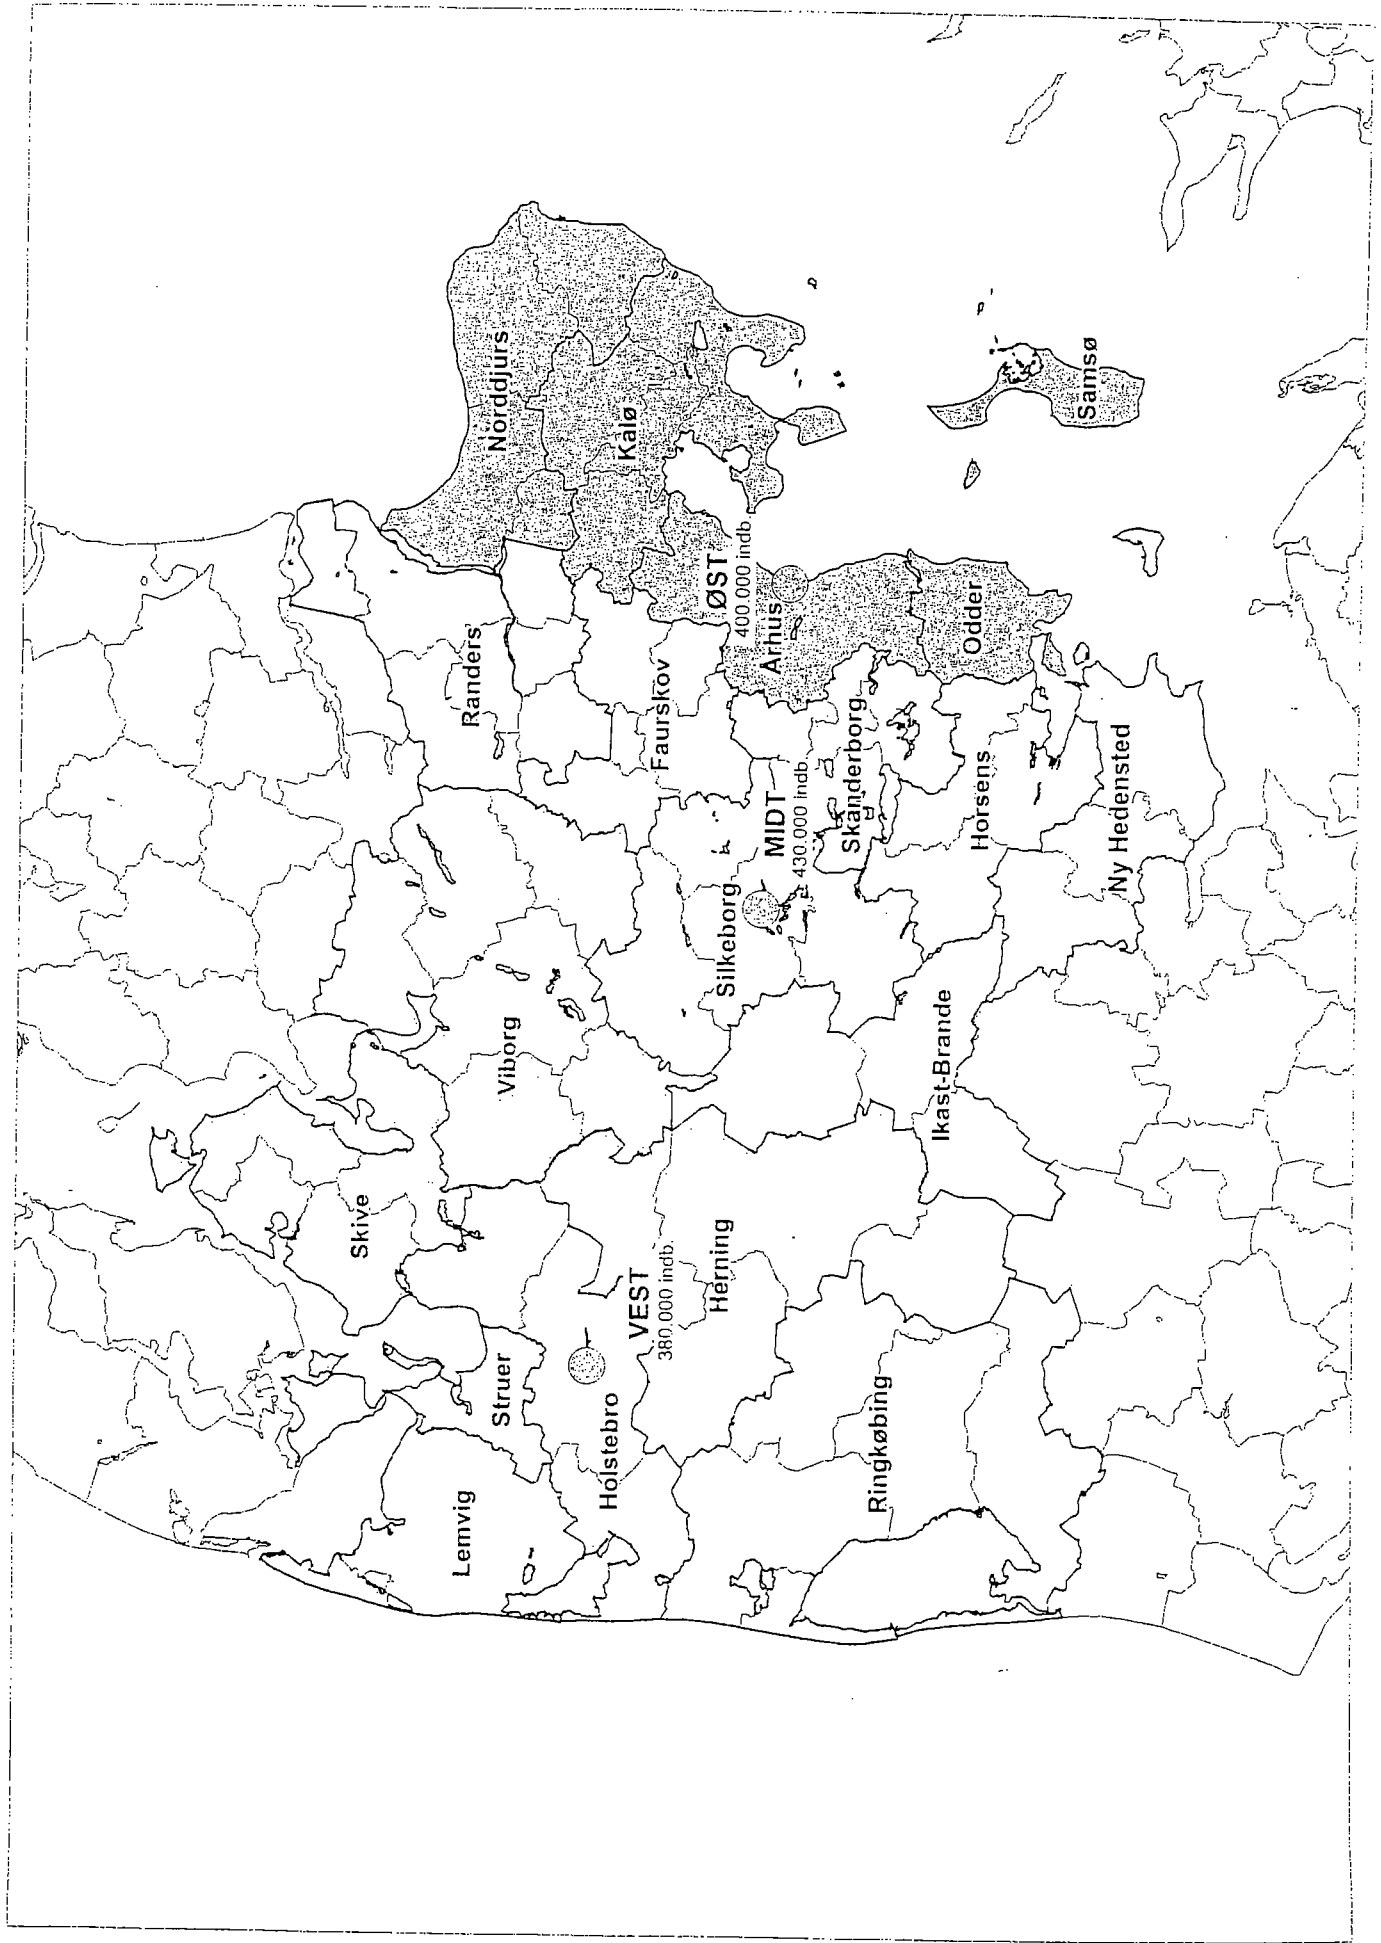 Norddjurs
Kalø
Randers
ØST
400.000 indb.
Århus
Faurskov
Odder
Samsø
Skive
Viborg
Silkeborg
MIDT
430.000 indb.
Skanderborg
Horsens
Ny Hedensted
Lemvig
Struer
Holstebro
VEST
380.000 indb.
Herning
Ikast-Brande
Ringkøbing